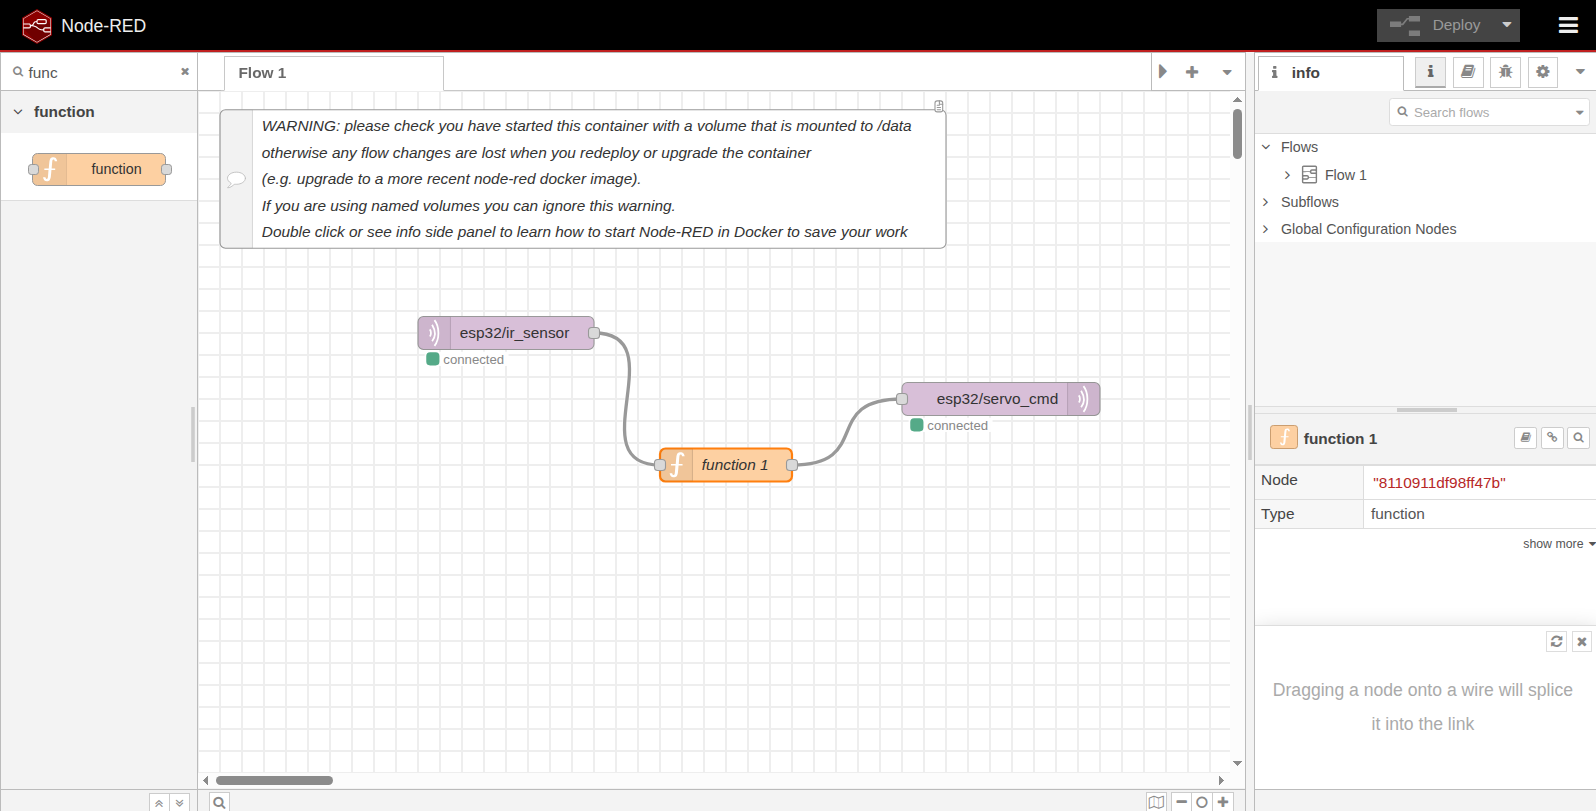 Node-RED
Deploy
func
function
function
Flow 1
WARNING: please check you have started this container with a volume that is mounted to /data
otherwise any flow changes are lost when you redeploy or upgrade the container
(e.g. upgrade to a more recent node-red docker image).
If you are using named volumes you can ignore this warning.
Double click or see info side panel to learn how to start Node-RED in Docker to save your work
esp32/ir_sensor
connected
esp32/servo_cmd
connected
function 1
info
Search flows
Flows
Flow 1
Subflows
Global Configuration Nodes
function 1
Node "8110911df98ff47b"
Type function
show more
Dragging a node onto a wire will splice
it into the link